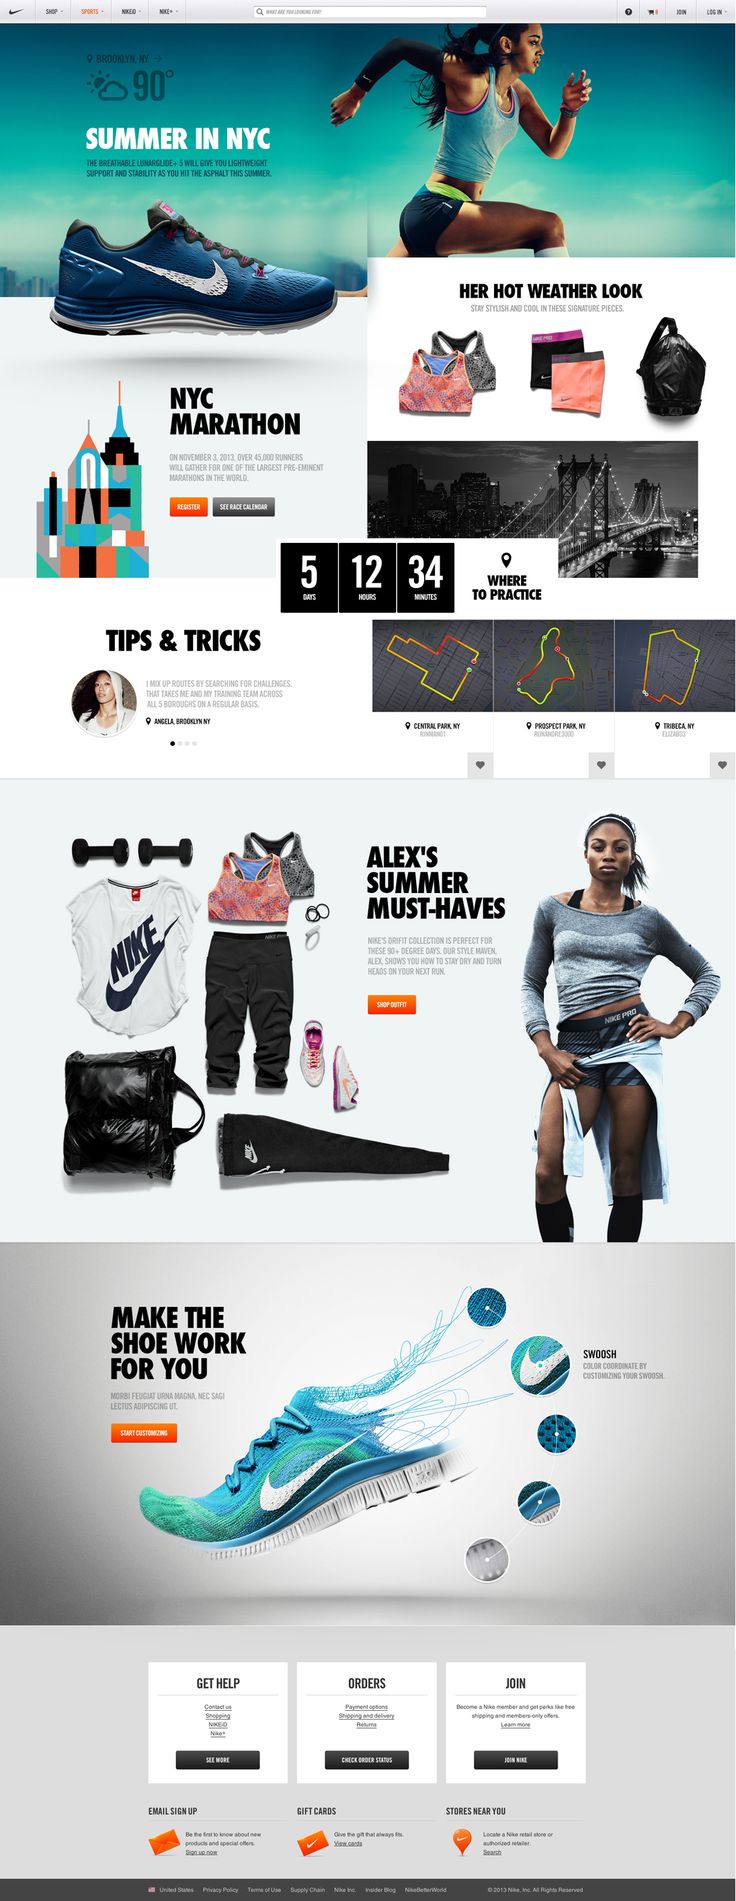 SHOP
SPORTS
NIKEiD
NIKE+
WHAT ARE YOU LOOKING FOR?
?
0
JOIN
LOG IN
BROOKLYN, NY
90°
SUMMER IN NYC
THE BREATHABLE LUNARGLIDE+ 5 WILL GIVE YOU LIGHTWEIGHT
SUPPORT AND STABILITY AS YOU HIT THE ASPHALT THIS SUMMER.
HER HOT WEATHER LOOK
STAY STYLISH AND COOL IN THESE SIGNATURE PIECES.
NIKE PRO
NYC
MARATHON
ON NOVEMBER 3, 2013, OVER 45,000 RUNNERS
WILL GATHER FOR ONE OF THE LARGEST PRE-EMINENT
MARATHONS IN THE WORLD.
REGISTER
SEE RACE CALENDAR
5
DAYS
12
HOURS
34
MINUTES
WHERE
TO PRACTICE
TIPS & TRICKS
I MIX UP ROUTES BY SEARCHING FOR CHALLENGES.
THAT TAKES ME AND MY TRAINING TEAM ACROSS
ALL 5 BOROUGHS ON A REGULAR BASIS.
ANGELA, BROOKLYN NY
CENTRAL PARK, NY
RINMAN01
PROSPECT PARK, NY
RUNANDRE3000
TRIBECA, NY
ELIZAB03
ALEX'S
SUMMER
MUST-HAVES
NIKE'S DRIFIT COLLECTION IS PERFECT FOR
THESE 90+ DEGREE DAYS. OUR STYLE MAVEN,
ALEX, SHOWS YOU HOW TO STAY DRY AND TURN
HEADS ON YOUR NEXT RUN.
SHOP OUTFIT
NIKE
NIKE PRO
NIKE PRO
NIKE
MAKE THE
SHOE WORK
FOR YOU
MORBI FEUGIAT URNA MAGNA, NEC SAGI
LECTUS ADIPISCING UT.
START CUSTOMIZING
SWOOSH
COLOR COORDINATE BY
CUSTOMIZING YOUR SWOOSH.
GET HELP
Contact us
Shopping
NIKEiD
Nike+
SEE MORE
ORDERS
Payment options
Shipping and delivery
Returns
CHECK ORDER STATUS
JOIN
Become a Nike member and get perks like free
shipping and members-only offers.
Learn more
JOIN NIKE
EMAIL SIGN UP
Be the first to know about new
products and special offers.
Sign up now
GIFT CARDS
Give the gift that always fits.
View cards
STORES NEAR YOU
Locate a Nike retail store or
authorized retailer.
Search
United States
Privacy Policy
Terms of Use
Supply Chain
Nike Inc.
Insider Blog
NikeBetterWorld
© 2013 Nike, Inc. All Rights Reserved